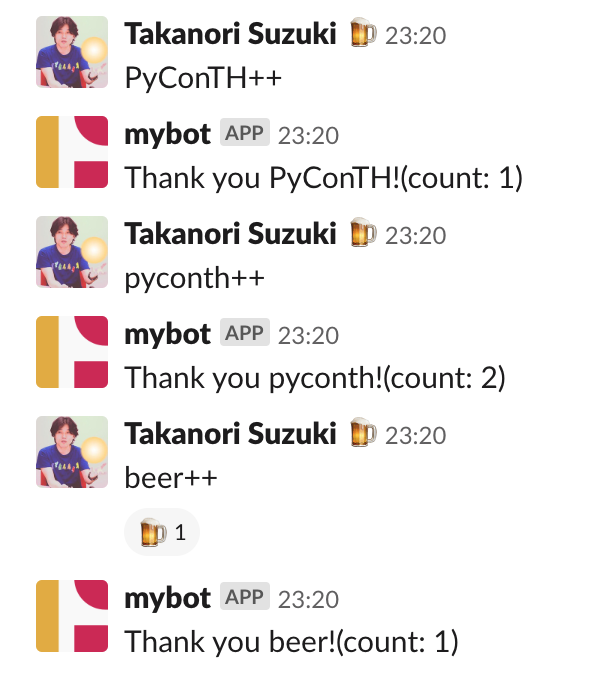 Takanori Suzuki 🍺 23:20
PyConTH++
mybot APP 23:20
Thank you PyConTH!(count: 1)
Takanori Suzuki 🍺 23:20
pyconth++
mybot APP 23:20
Thank you pyconth!(count: 2)
Takanori Suzuki 🍺 23:20
beer++
🍺 1
mybot APP 23:20
Thank you beer!(count: 1)